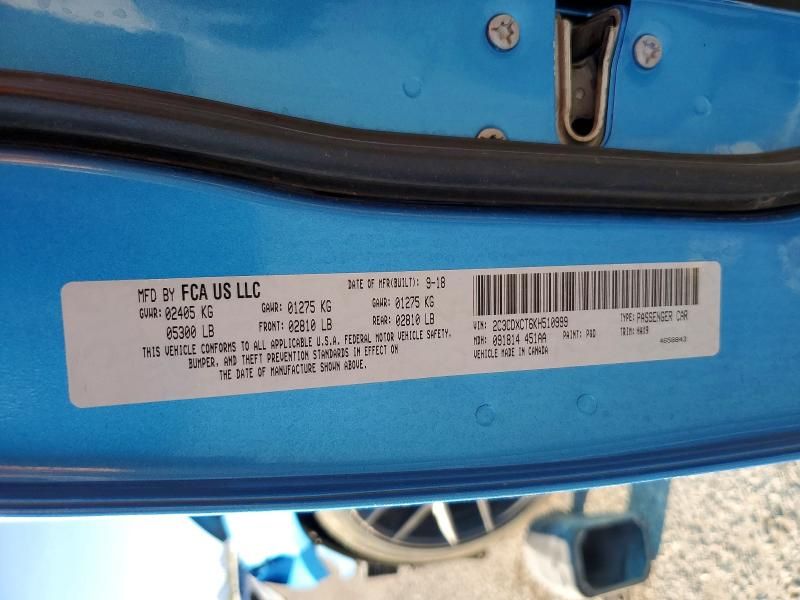 MFD BY FCA US LLC DATE OF MFR(BUILT): 9-18
GVWR: 02405 KG GAWR: 01275 KG GAWR: 01275 KG
05300 LB FRONT: 02810 LB REAR: 02810 LB
THIS VEHICLE CONFORMS TO ALL APPLICABLE U.S.A. FEDERAL MOTOR VEHICLE SAFETY,
BUMPER, AND THEFT PREVENTION STANDARDS IN EFFECT ON
THE DATE OF MANUFACTURE SHOWN ABOVE.
VIN: 2C3CDXCT6KH510999 TYPE: PASSENGER CAR
MDH: 091814 451AA PAINT: PQD TRIM: HAX9
VEHICLE MADE IN CANADA 4658843